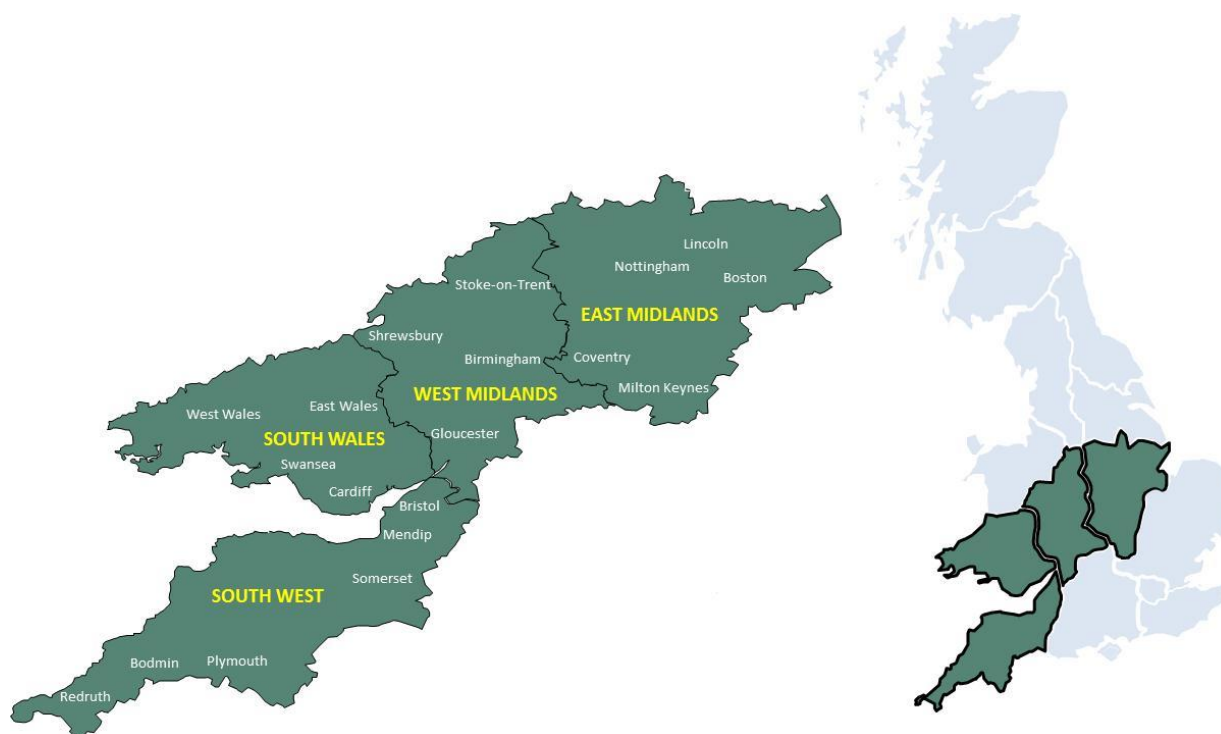 Lincoln
Nottingham
Boston
Stoke-on-Trent
EAST MIDLANDS
Shrewsbury
Birmingham
Coventry
WEST MIDLANDS
Milton Keynes
West Wales
East Wales
SOUTH WALES
Gloucester
Swansea
Cardiff
Bristol
Mendip
Somerset
SOUTH WEST
Bodmin
Plymouth
Redruth